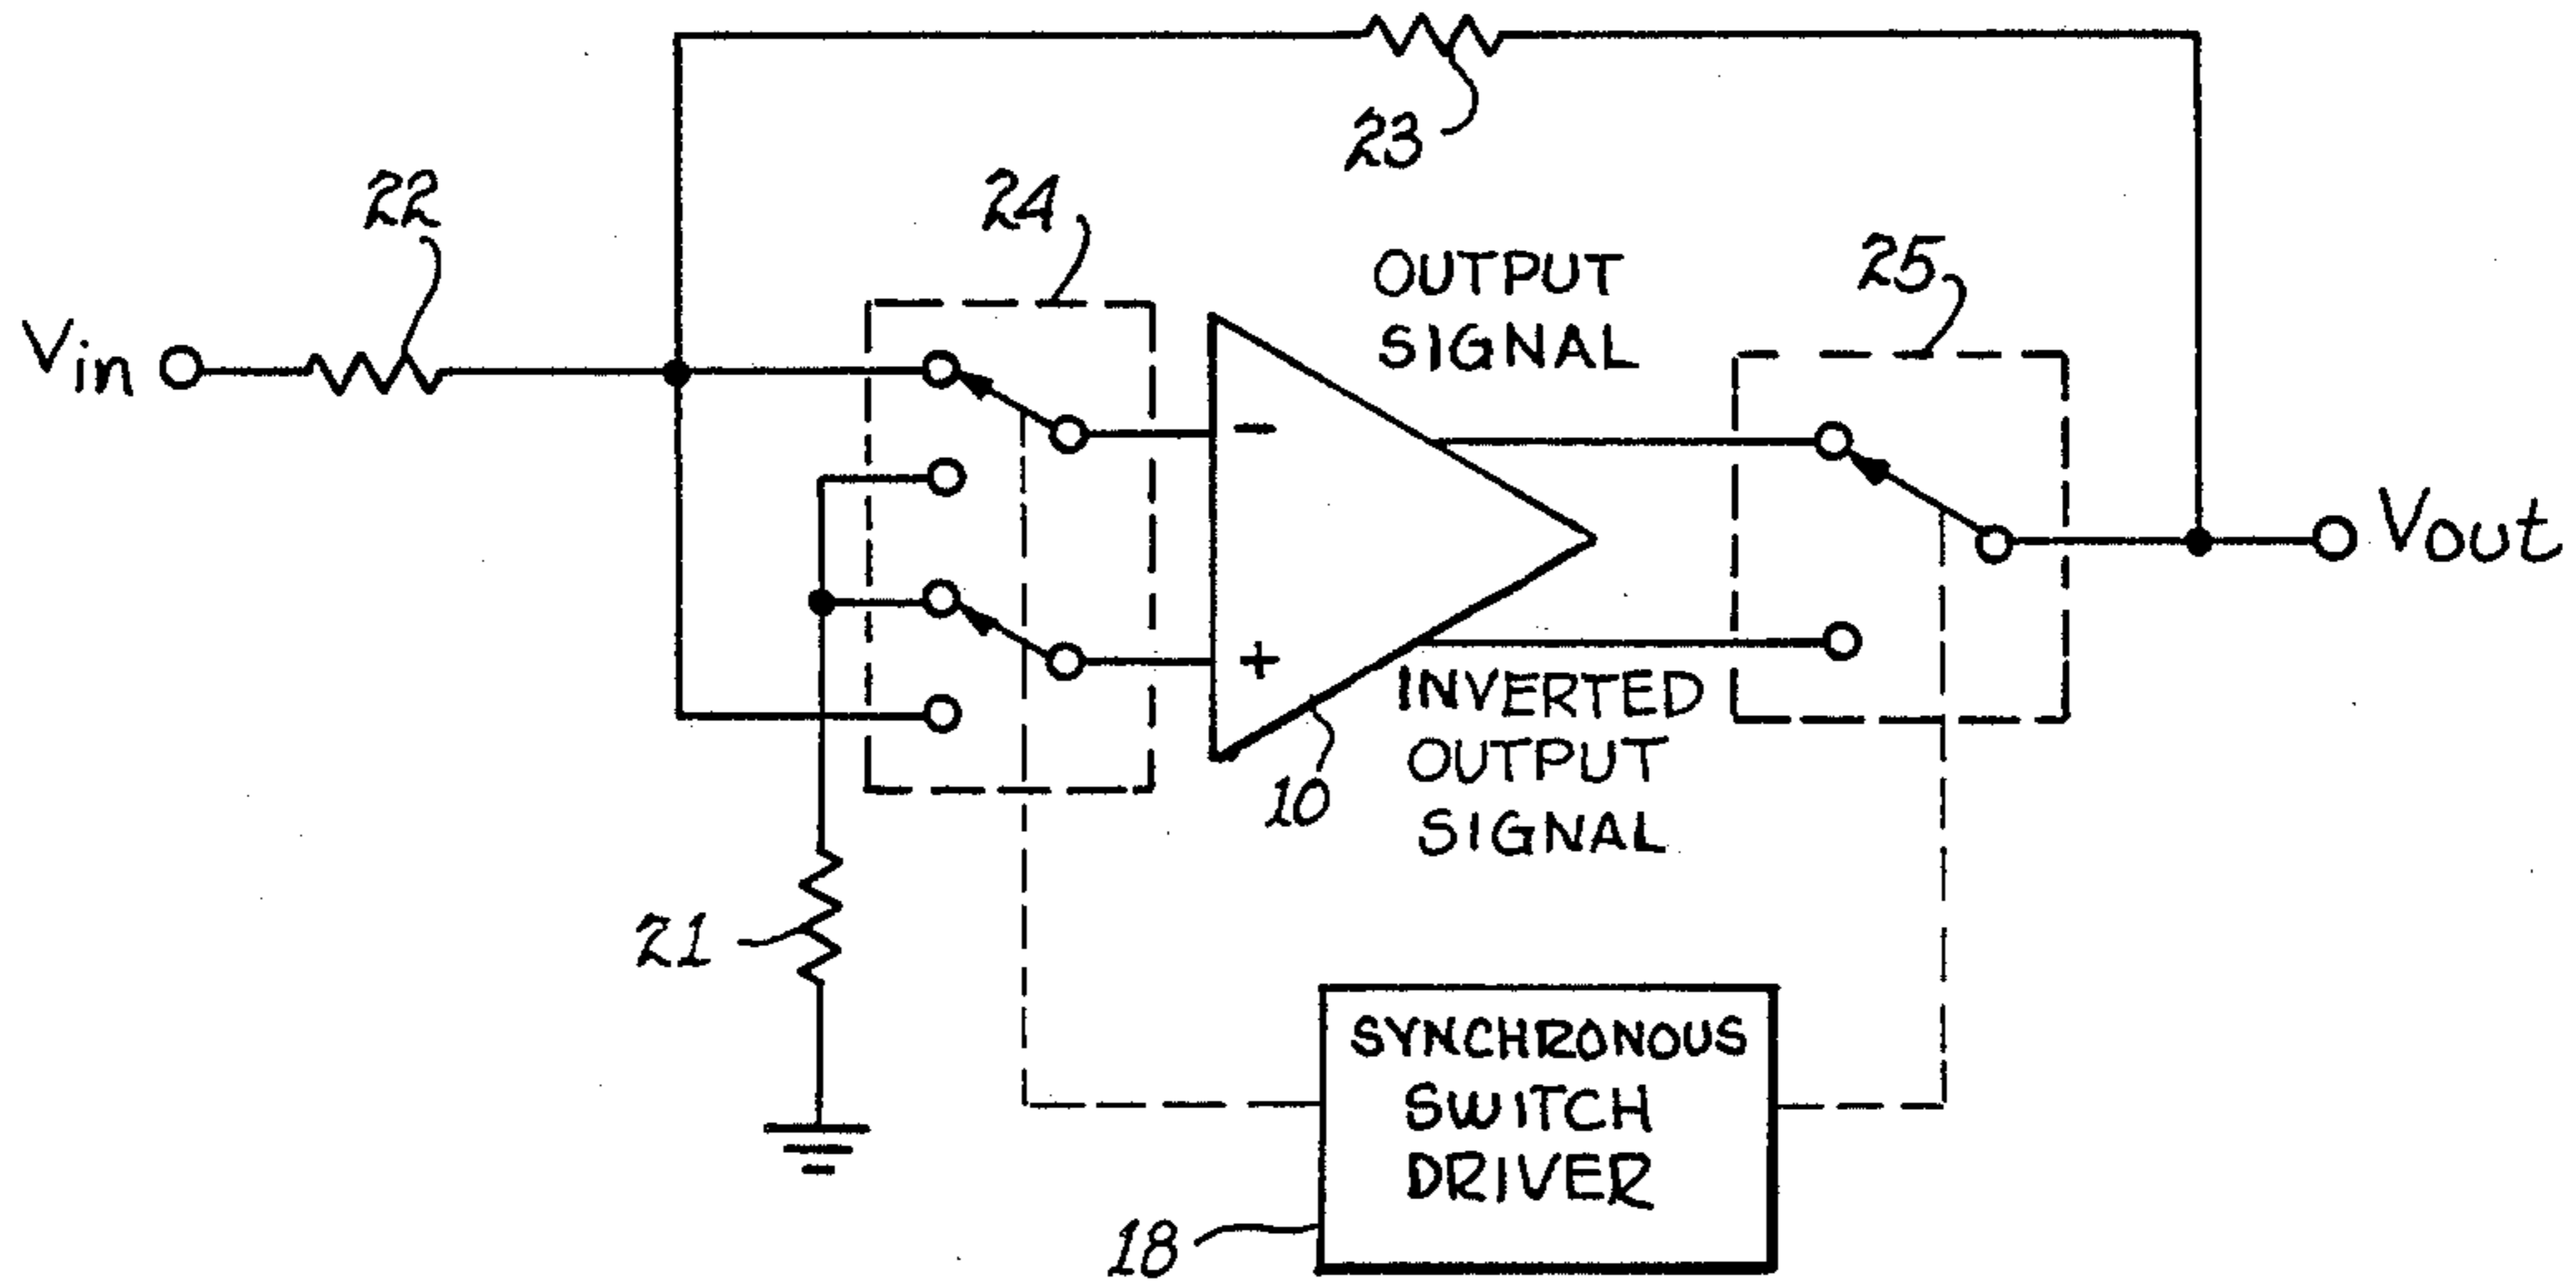 23
22
24
OUTPUT
SIGNAL
25
Vin
-
Vout
+
INVERTED
OUTPUT
SIGNAL
10
21
SYNCHRONOUS
SWITCH
DRIVER
18